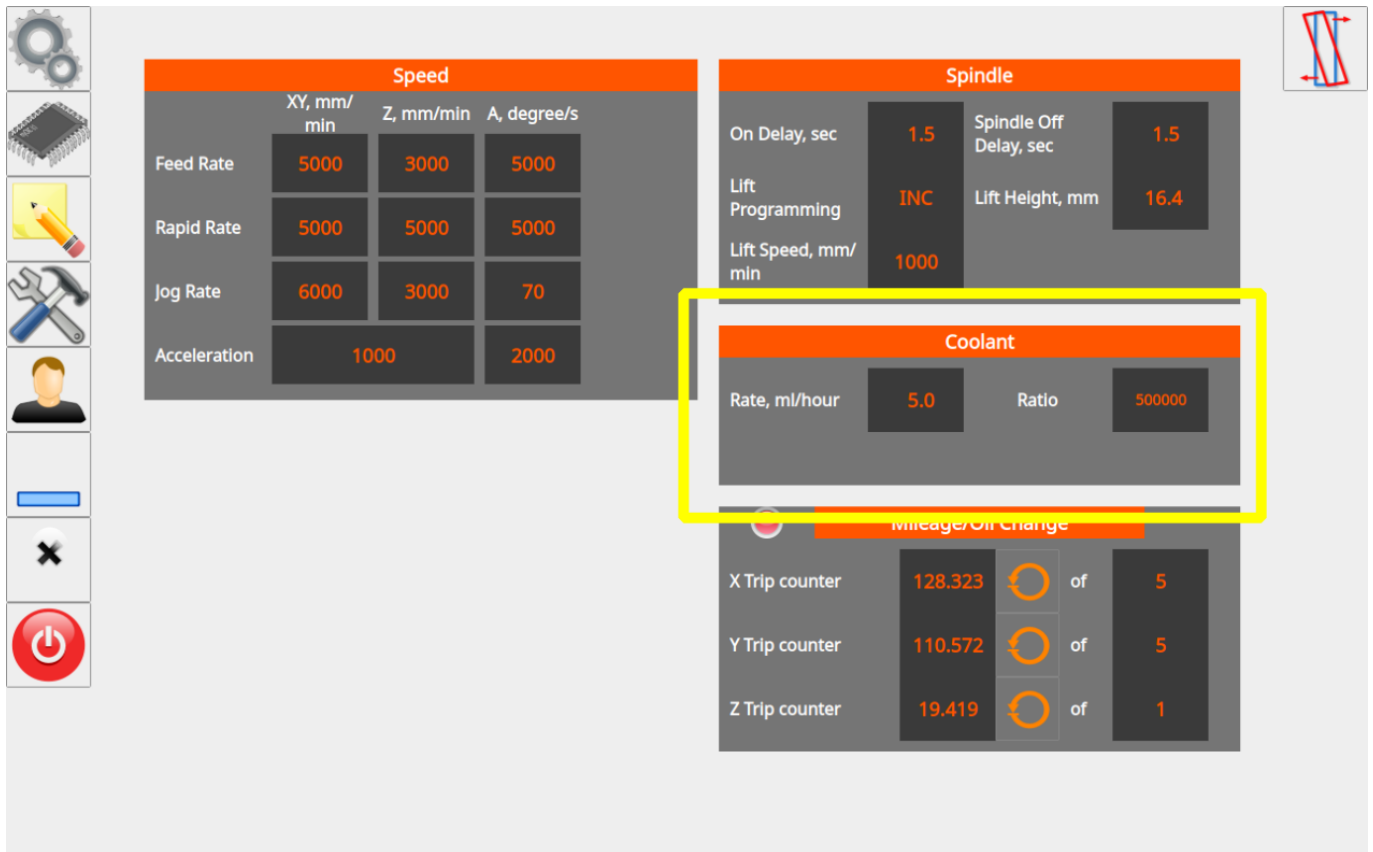 Speed
XY, mm/
min
Z, mm/min
A, degree/s
Feed Rate
5000
3000
5000
Rapid Rate
5000
5000
5000
Jog Rate
6000
3000
70
Acceleration
1000
2000
Spindle
On Delay, sec
1.5
Spindle Off
Delay, sec
1.5
Lift
Programming
INC
Lift Height, mm
16.4
Lift Speed, mm/
min
1000
Coolant
Rate, ml/hour
5.0
Ratio
500000
Mileage/Oil Change
X Trip counter
128.323
of
5
Y Trip counter
110.572
of
5
Z Trip counter
19.419
of
1